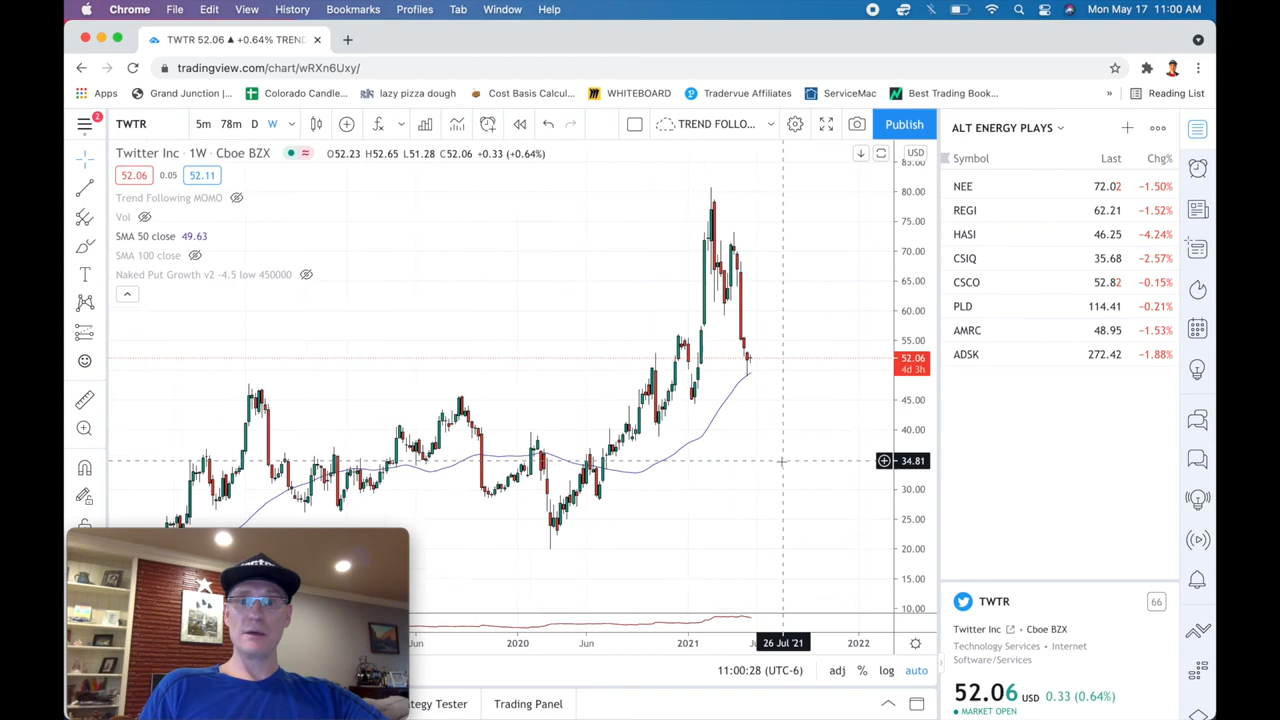 Chrome File Edit View History Bookmarks Profiles Tab Window Help Mon May 17 11:00 AM
TWTR 52.06 ▲ +0.64% TREND
tradingview.com/chart/wRXn6Uxy/
Apps Grand Junction |... Colorado Candle... lazy pizza dough Cost Basis Calcul... WHITEBOARD Tradervue Affiliates ServiceMac Best Trading Book... » Reading List
2
TWTR 5m 78m D W TREND FOLLO... Publish
Twitter Inc · 1W · Cboe BZX O52.23 H52.65 L51.28 C52.06 +0.33 (+0.64%)
52.06 0.05 52.11
Trend Following MOMO
Vol
SMA 50 close 49.63
SMA 100 close
Naked Put Growth v2 -4.5 low 450000
USD
85.00
80.00
75.00
70.00
65.00
60.00
55.00
52.06
4d 3h
45.00
40.00
34.81
30.00
25.00
20.00
15.00
10.00
Jun 2020 Jun 2021 26 Jul '21 2022
11:00:28 (UTC-6) adj % log auto
tegy Tester Trading Panel
ALT ENERGY PLAYS
Symbol Last Chg%
NEE 72.02 −1.50%
REGI 62.21 −1.52%
HASI 46.25 −4.24%
CSIQ 35.68 −2.57%
CSCO 52.82 −0.15%
PLD 114.41 −0.21%
AMRC 48.95 −1.53%
ADSK 272.42 −1.88%
TWTR 66
Twitter Inc · Cboe BZX
Technology Services · Internet
Software/Services
52.06 USD 0.33 (0.64%)
MARKET OPEN